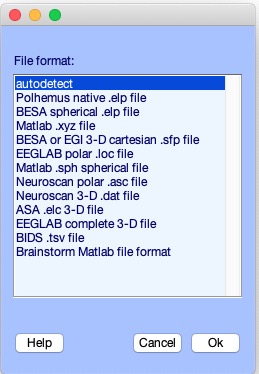 File format:
autodetect
Polhemus native .elp file
BESA spherical .elp file
Matlab .xyz file
BESA or EGI 3-D cartesian .sfp file
EEGLAB polar .loc file
Matlab .sph spherical file
Neuroscan polar .asc file
Neuroscan 3-D .dat file
ASA .elc 3-D file
EEGLAB complete 3-D file
BIDS .tsv file
Brainstorm Matlab file format
Help Cancel Ok